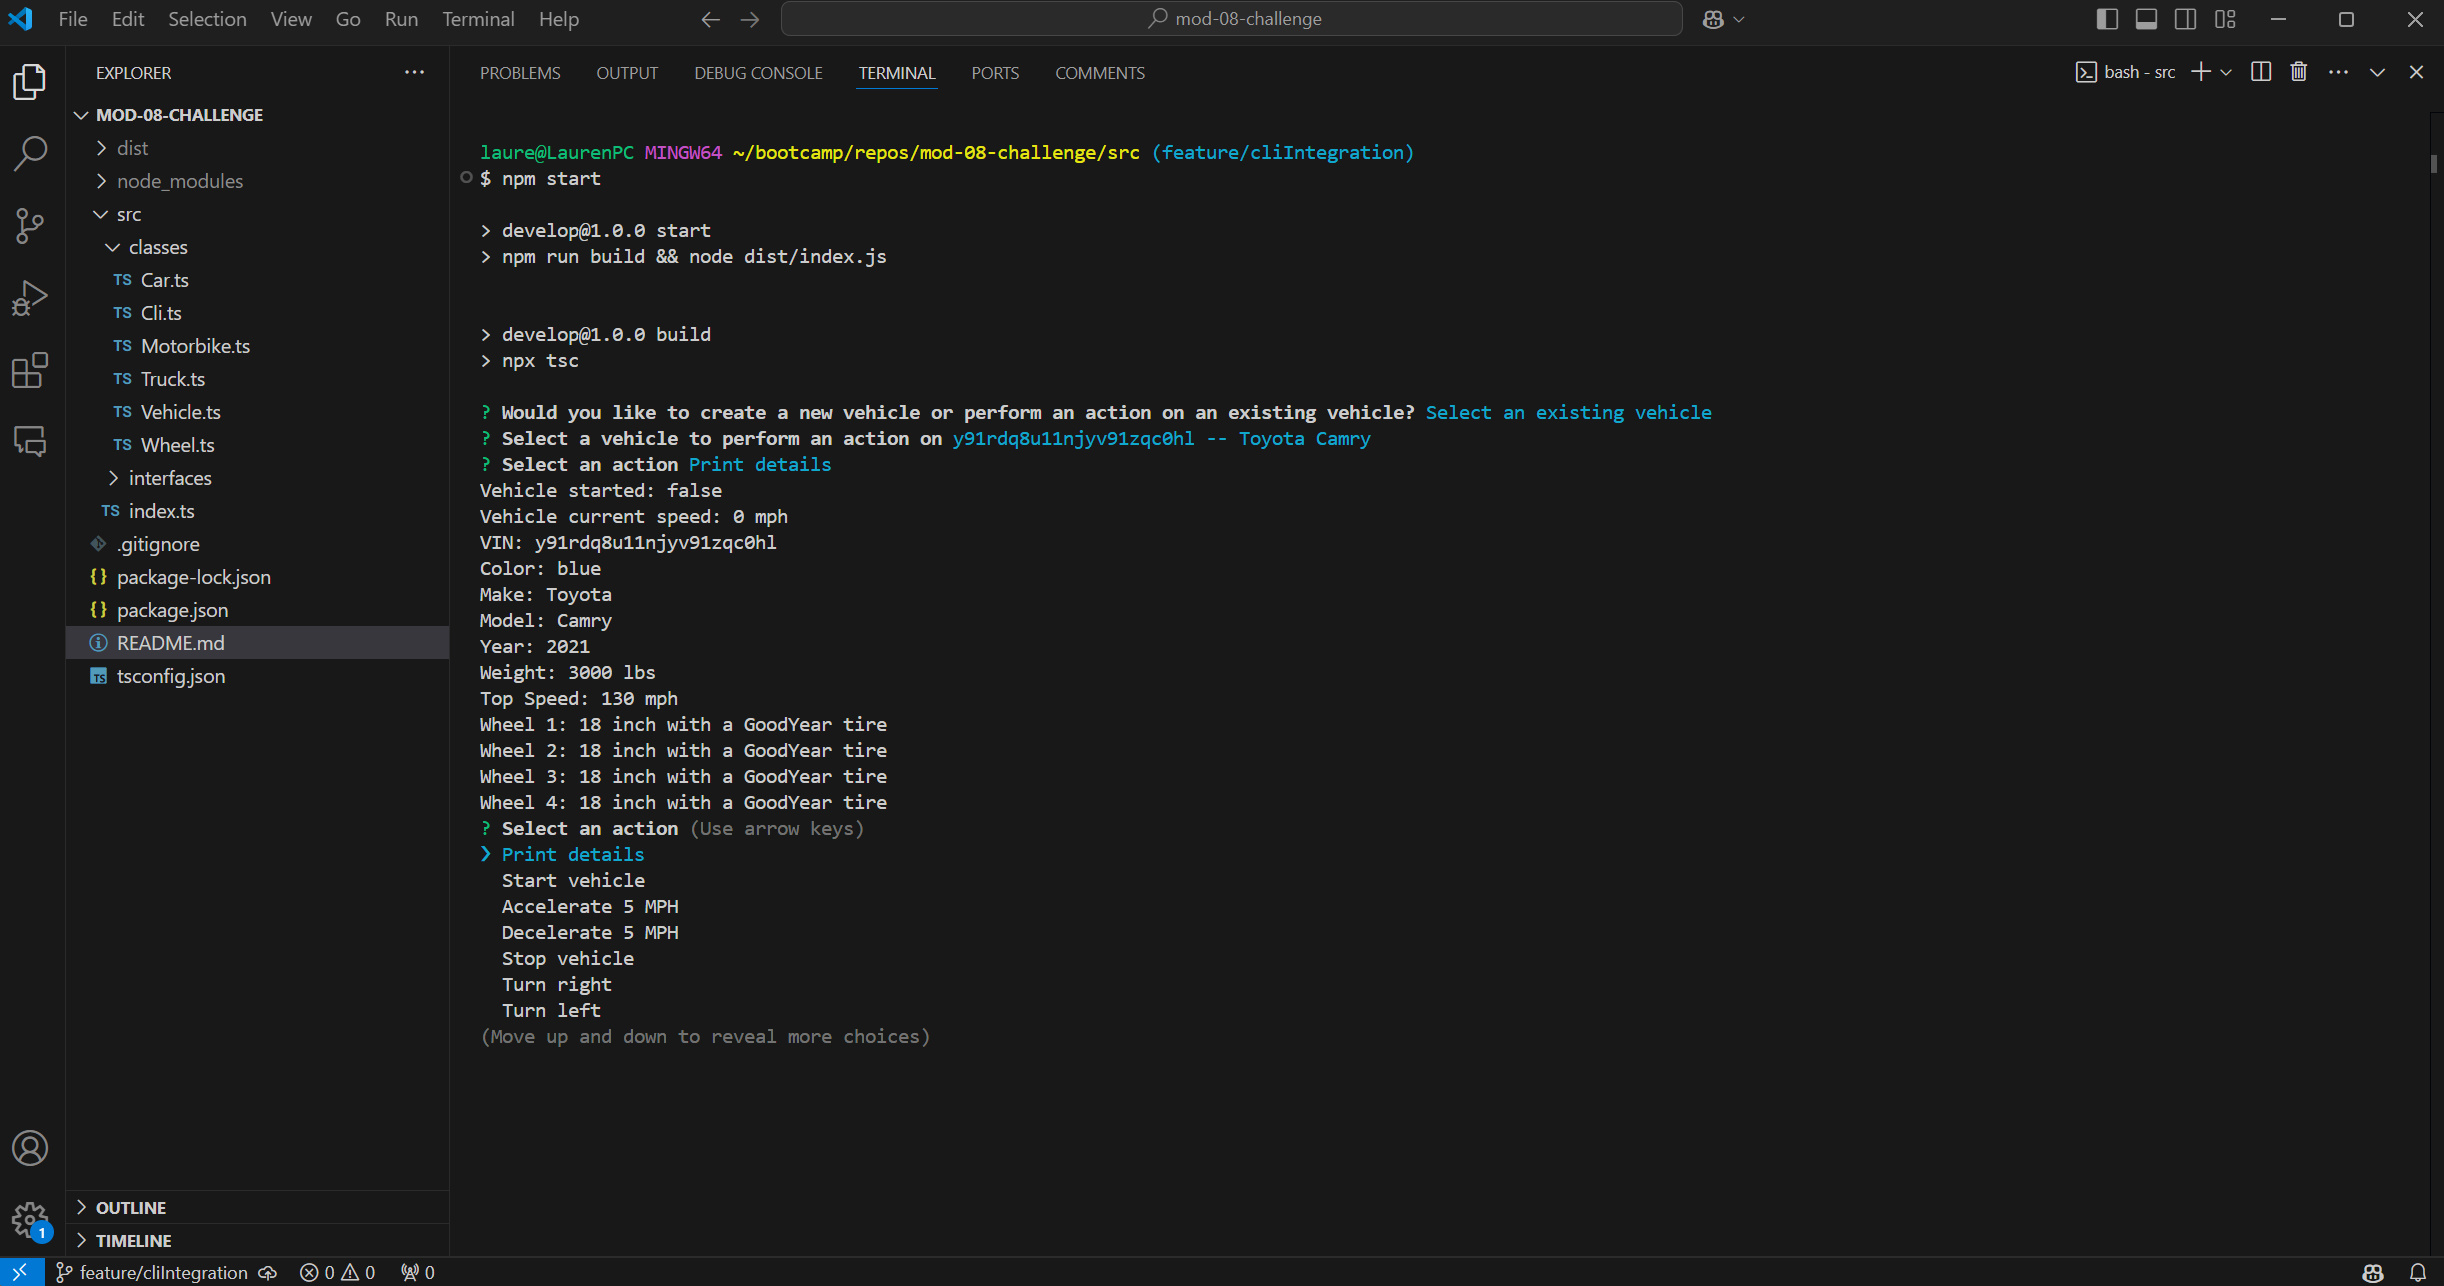 File Edit Selection View Go Run Terminal Help
mod-08-challenge
EXPLORER
MOD-08-CHALLENGE
dist
node_modules
src
classes
TS Car.ts
TS Cli.ts
TS Motorbike.ts
TS Truck.ts
TS Vehicle.ts
TS Wheel.ts
interfaces
TS index.ts
.gitignore
{} package-lock.json
{} package.json
README.md
TS tsconfig.json
OUTLINE
TIMELINE
1
PROBLEMS OUTPUT DEBUG CONSOLE TERMINAL PORTS COMMENTS
bash - src
laure@LaurenPC MINGW64 ~/bootcamp/repos/mod-08-challenge/src (feature/cliIntegration)
$ npm start
> develop@1.0.0 start
> npm run build && node dist/index.js
> develop@1.0.0 build
> npx tsc
? Would you like to create a new vehicle or perform an action on an existing vehicle? Select an existing vehicle
? Select a vehicle to perform an action on y91rdq8u11njyv91zqc0hl -- Toyota Camry
? Select an action Print details
Vehicle started: false
Vehicle current speed: 0 mph
VIN: y91rdq8u11njyv91zqc0hl
Color: blue
Make: Toyota
Model: Camry
Year: 2021
Weight: 3000 lbs
Top Speed: 130 mph
Wheel 1: 18 inch with a GoodYear tire
Wheel 2: 18 inch with a GoodYear tire
Wheel 3: 18 inch with a GoodYear tire
Wheel 4: 18 inch with a GoodYear tire
? Select an action (Use arrow keys)
❯ Print details
Start vehicle
Accelerate 5 MPH
Decelerate 5 MPH
Stop vehicle
Turn right
Turn left
(Move up and down to reveal more choices)
feature/cliIntegration 0 0 0